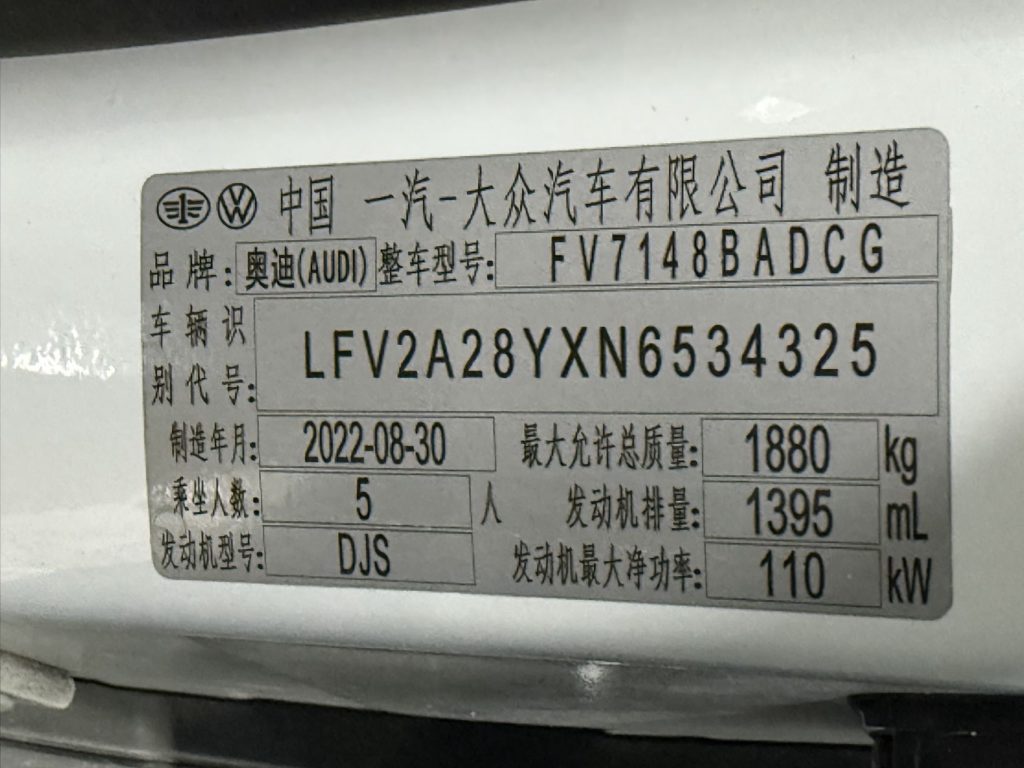 中国 一汽-大众汽车有限公司 制造
品牌: 奥迪(AUDI) 整车型号: FV7148BADCG
车辆识别代号: LFV2A28YXN6534325
制造年月: 2022-08-30 最大允许总质量: 1880 kg
乘坐人数: 5 人 发动机排量: 1395 mL
发动机型号: DJS 发动机最大净功率: 110 kW